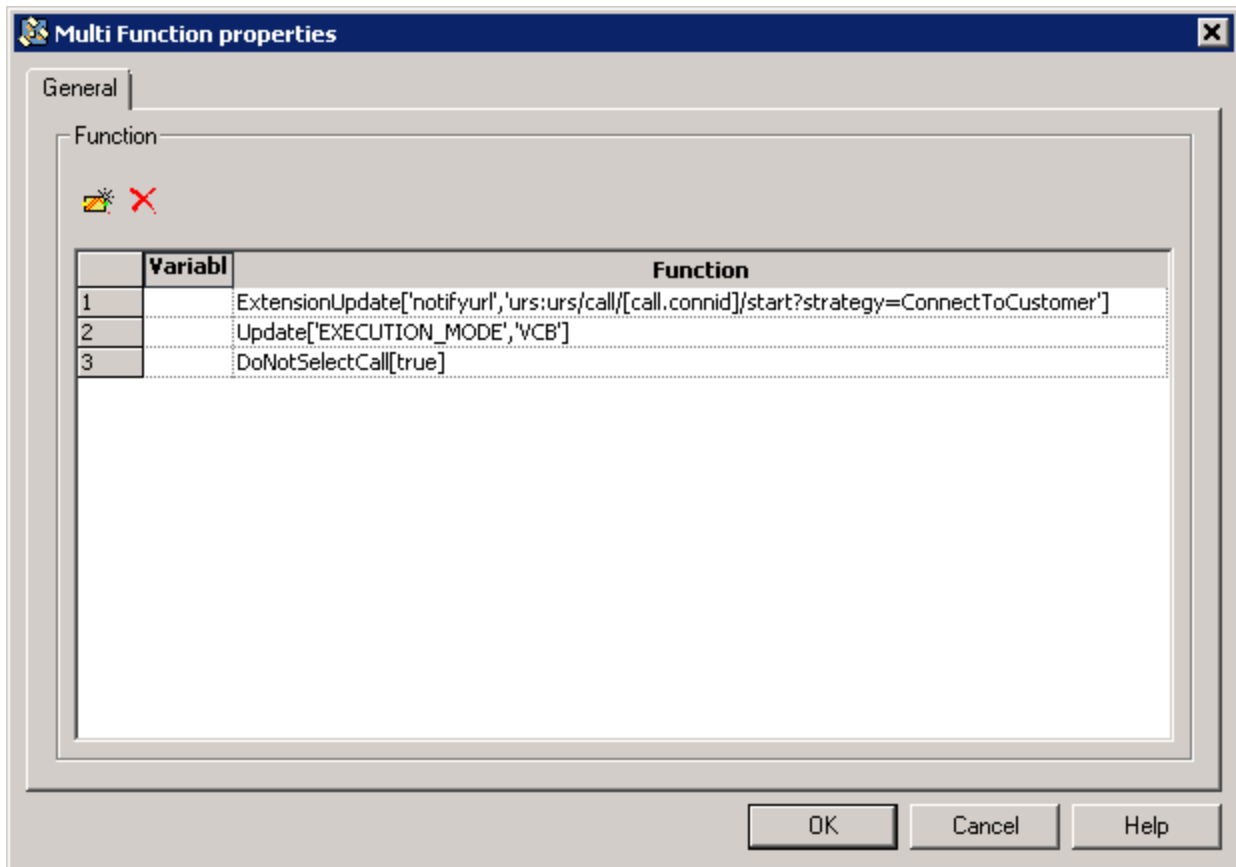 Multi Function properties
General
Function
Variabl Function
1 ExtensionUpdate['notifyurl','urs:urs/call/[call.connid]/start?strategy=ConnectToCustomer']
2 Update['EXECUTION_MODE','VCB']
3 DoNotSelectCall[true]
OK Cancel Help